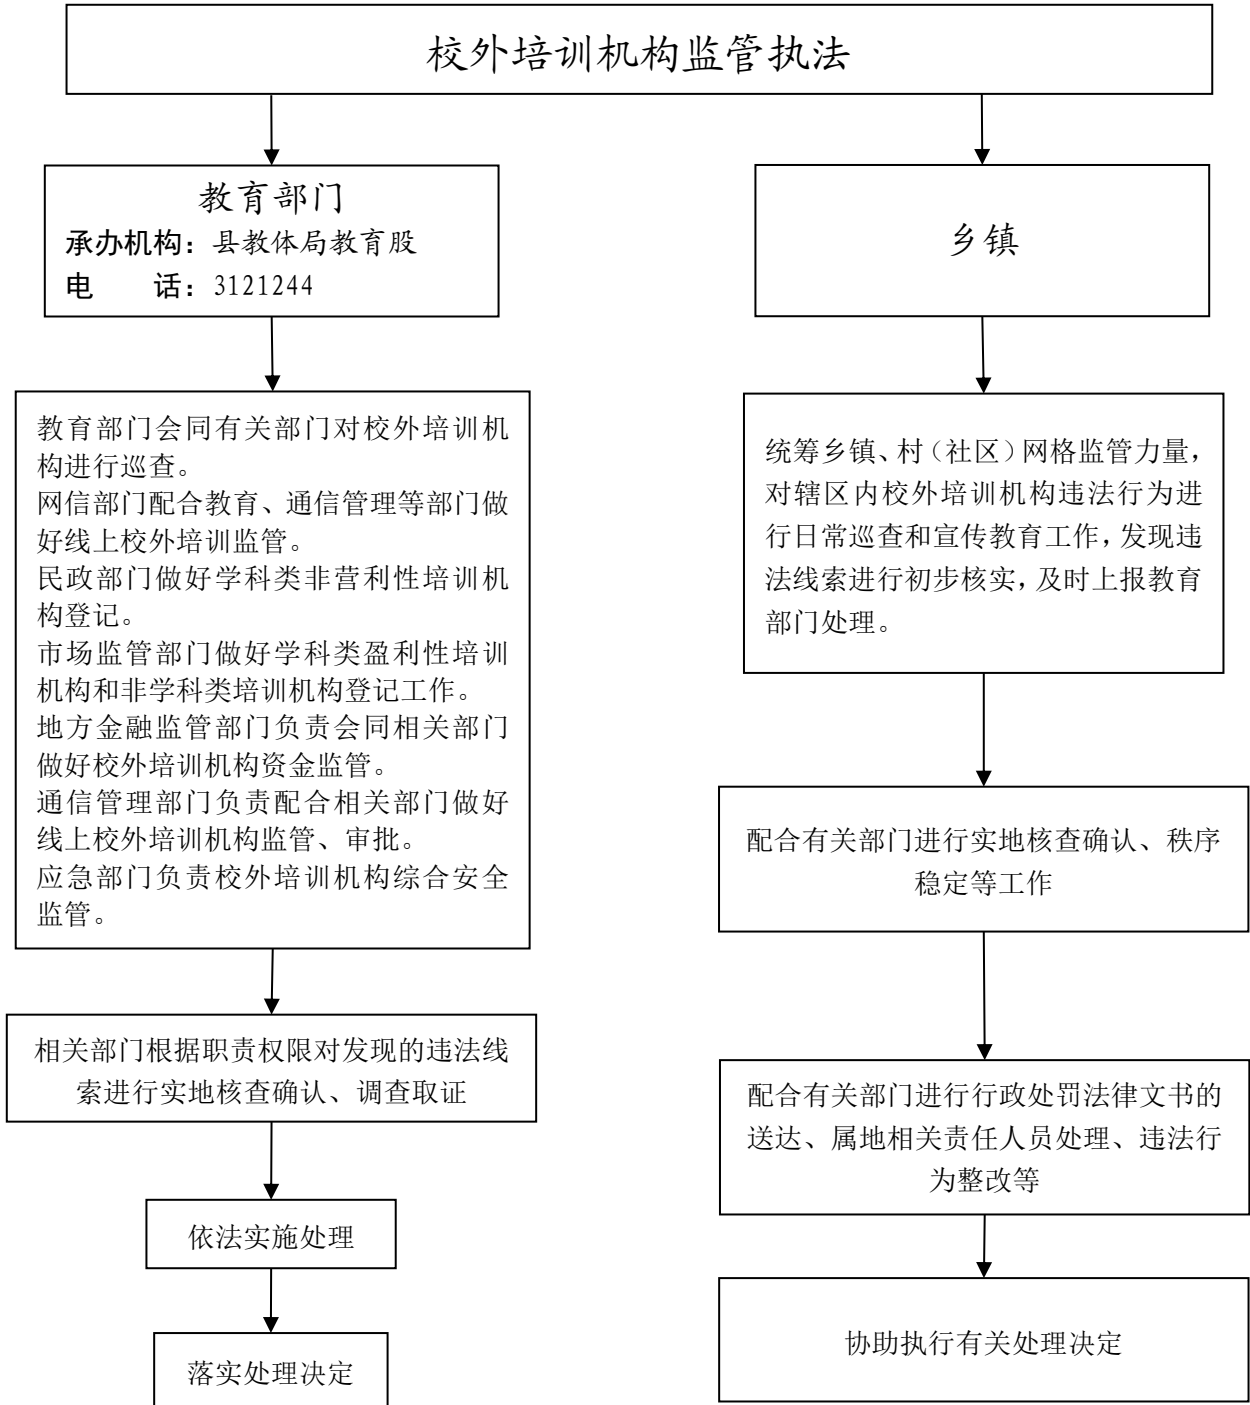 校外培训机构监管执法
教育部门
承办机构：县教体局教育股
电　　话：3121244
乡镇
教育部门会同有关部门对校外培训机
构进行巡查。
网信部门配合教育、通信管理等部门做
好线上校外培训监管。
民政部门做好学科类非营利性培训机
构登记。
市场监管部门做好学科类盈利性培训
机构和非学科类培训机构登记工作。
地方金融监管部门负责会同相关部门
做好校外培训机构资金监管。
通信管理部门负责配合相关部门做好
线上校外培训机构监管、审批。
应急部门负责校外培训机构综合安全
监管。
统筹乡镇、村（社区）网格监管力量，
对辖区内校外培训机构违法行为进
行日常巡查和宣传教育工作，发现违
法线索进行初步核实，及时上报教育
部门处理。
配合有关部门进行实地核查确认、秩序
稳定等工作
相关部门根据职责权限对发现的违法线
索进行实地核查确认、调查取证
配合有关部门进行行政处罚法律文书的
送达、属地相关责任人员处理、违法行
为整改等
依法实施处理
协助执行有关处理决定
落实处理决定